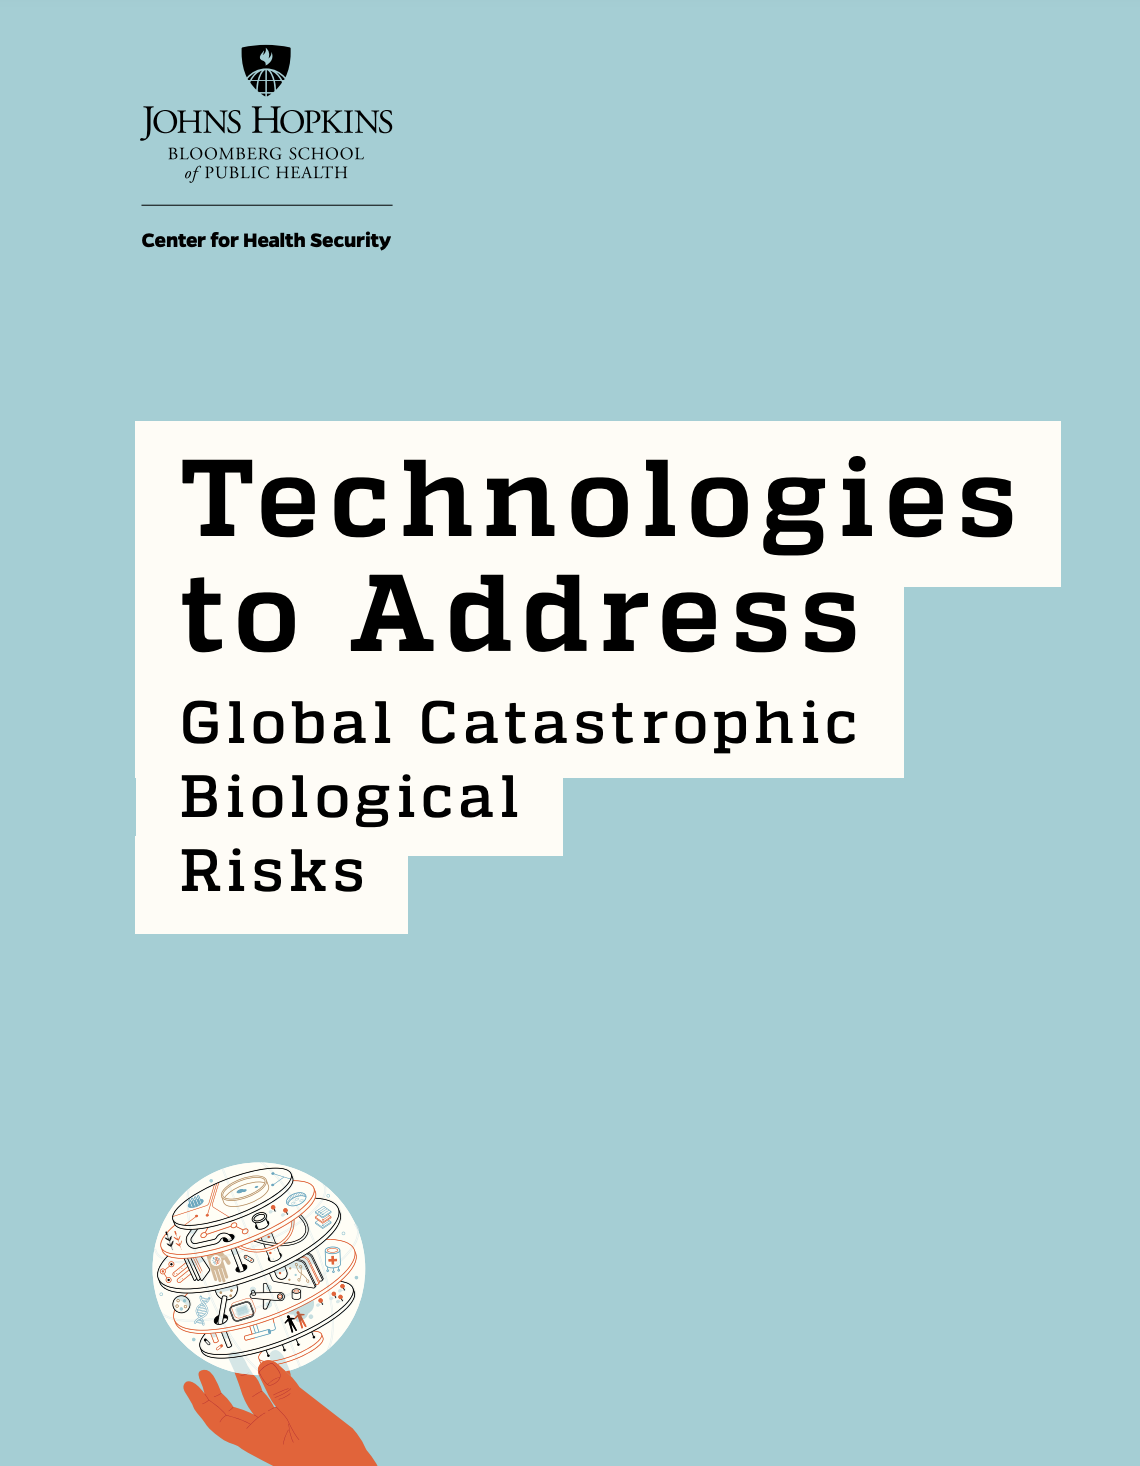 JOHNS HOPKINS
BLOOMBERG SCHOOL
of PUBLIC HEALTH
Center for Health Security
Technologies
to Address
Global Catastrophic
Biological
Risks